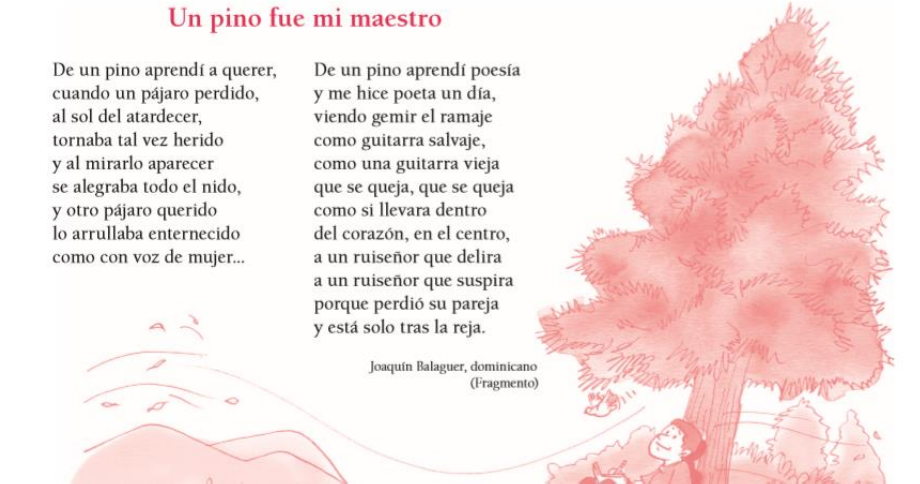 Un pino fue mi maestro
De un pino aprendí a querer,
cuando un pájaro perdido,
al sol del atardecer,
tornaba tal vez herido
y al mirarlo aparecer
se alegraba todo el nido,
y otro pájaro querido
lo arrullaba enternecido
como con voz de mujer...
De un pino aprendí poesía
y me hice poeta un día,
viendo gemir el ramaje
como guitarra salvaje,
como una guitarra vieja
que se queja, que se queja
como si llevara dentro
del corazón, en el centro,
a un ruiseñor que delira
a un ruiseñor que suspira
porque perdió su pareja
y está solo tras la reja.
Joaquín Balaguer, dominicano
(Fragmento)